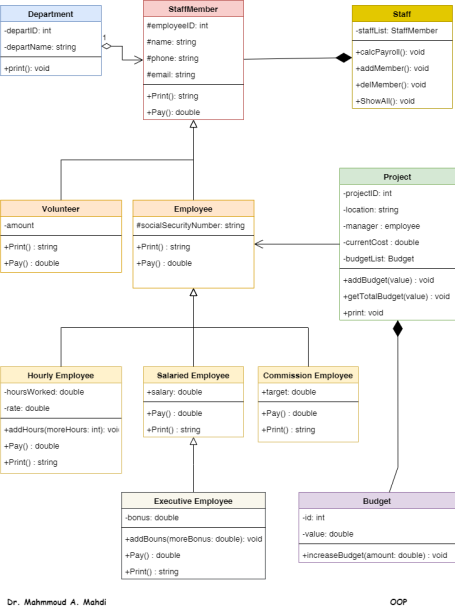 Department
-departID: int
-departName: string
+print(): void
1
StaffMember
#employeeID: int
#name: string
#phone: string
#email: string
+Print(): string
+Pay(): double
Staff
-staffList: StaffMember
+calcPayroll(): void
+addMember(): void
+delMember(): void
+ShowAll(): void
Volunteer
-amount
+Print() : string
+Pay() : double
Employee
#socialSecurityNumber: string
+Print() : string
+Pay() : double
Project
-projectID: int
-location: string
-manager : employee
-currentCost : double
-budgetList: Budget
+addBudget(value) : void
+getTotalBudget(value) : void
+print: void
Hourly Employee
-hoursWorked: double
-rate: double
+addHours(moreHours: int): voi
+Pay() : double
+Print() : string
Salaried Employee
+salary: double
+Pay() : double
+Print() : string
Commission Employee
+target: double
+Pay() : double
+Print() : string
Executive Employee
-bonus: double
+addBouns(moreBonus: double): void
+Pay() : double
+Print() : string
Budget
-id: int
-value: double
+increaseBudget(amount: double) : void
Dr. Mahmmoud A. Mahdi
OOP